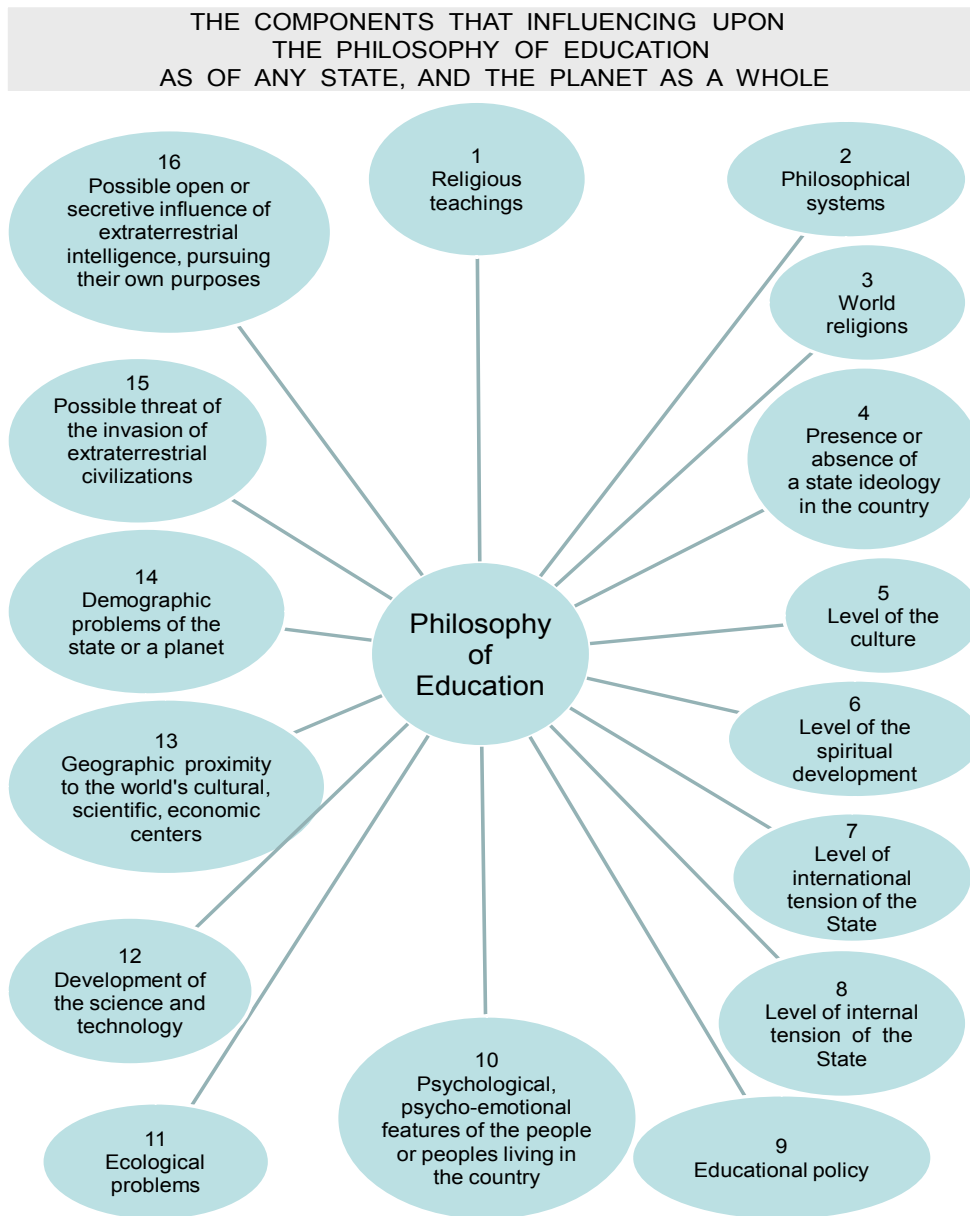 THE COMPONENTS THAT INFLUENCING UPON
THE PHILOSOPHY OF EDUCATION
AS OF ANY STATE, AND THE PLANET AS A WHOLE
1
Religious
teachings
2
Philosophical
systems
3
World
religions
4
Presence or
absence of
a state ideology
in the country
5
Level of the
culture
6
Level of the
spiritual
development
7
Level of
international
tension of the
State
8
Level of internal
tension of the
State
9
Educational policy
10
Psychological,
psycho-emotional
features of the people
or peoples living in
the country
11
Ecological
problems
12
Development of
the science and
technology
13
Geographic proximity
to the world's cultural,
scientific, economic
centers
14
Demographic
problems of the
state or a planet
15
Possible threat of
the invasion of
extraterrestrial
civilizations
16
Possible open or
secretive influence of
extraterrestrial
intelligence, pursuing
their own purposes
Philosophy
of
Education